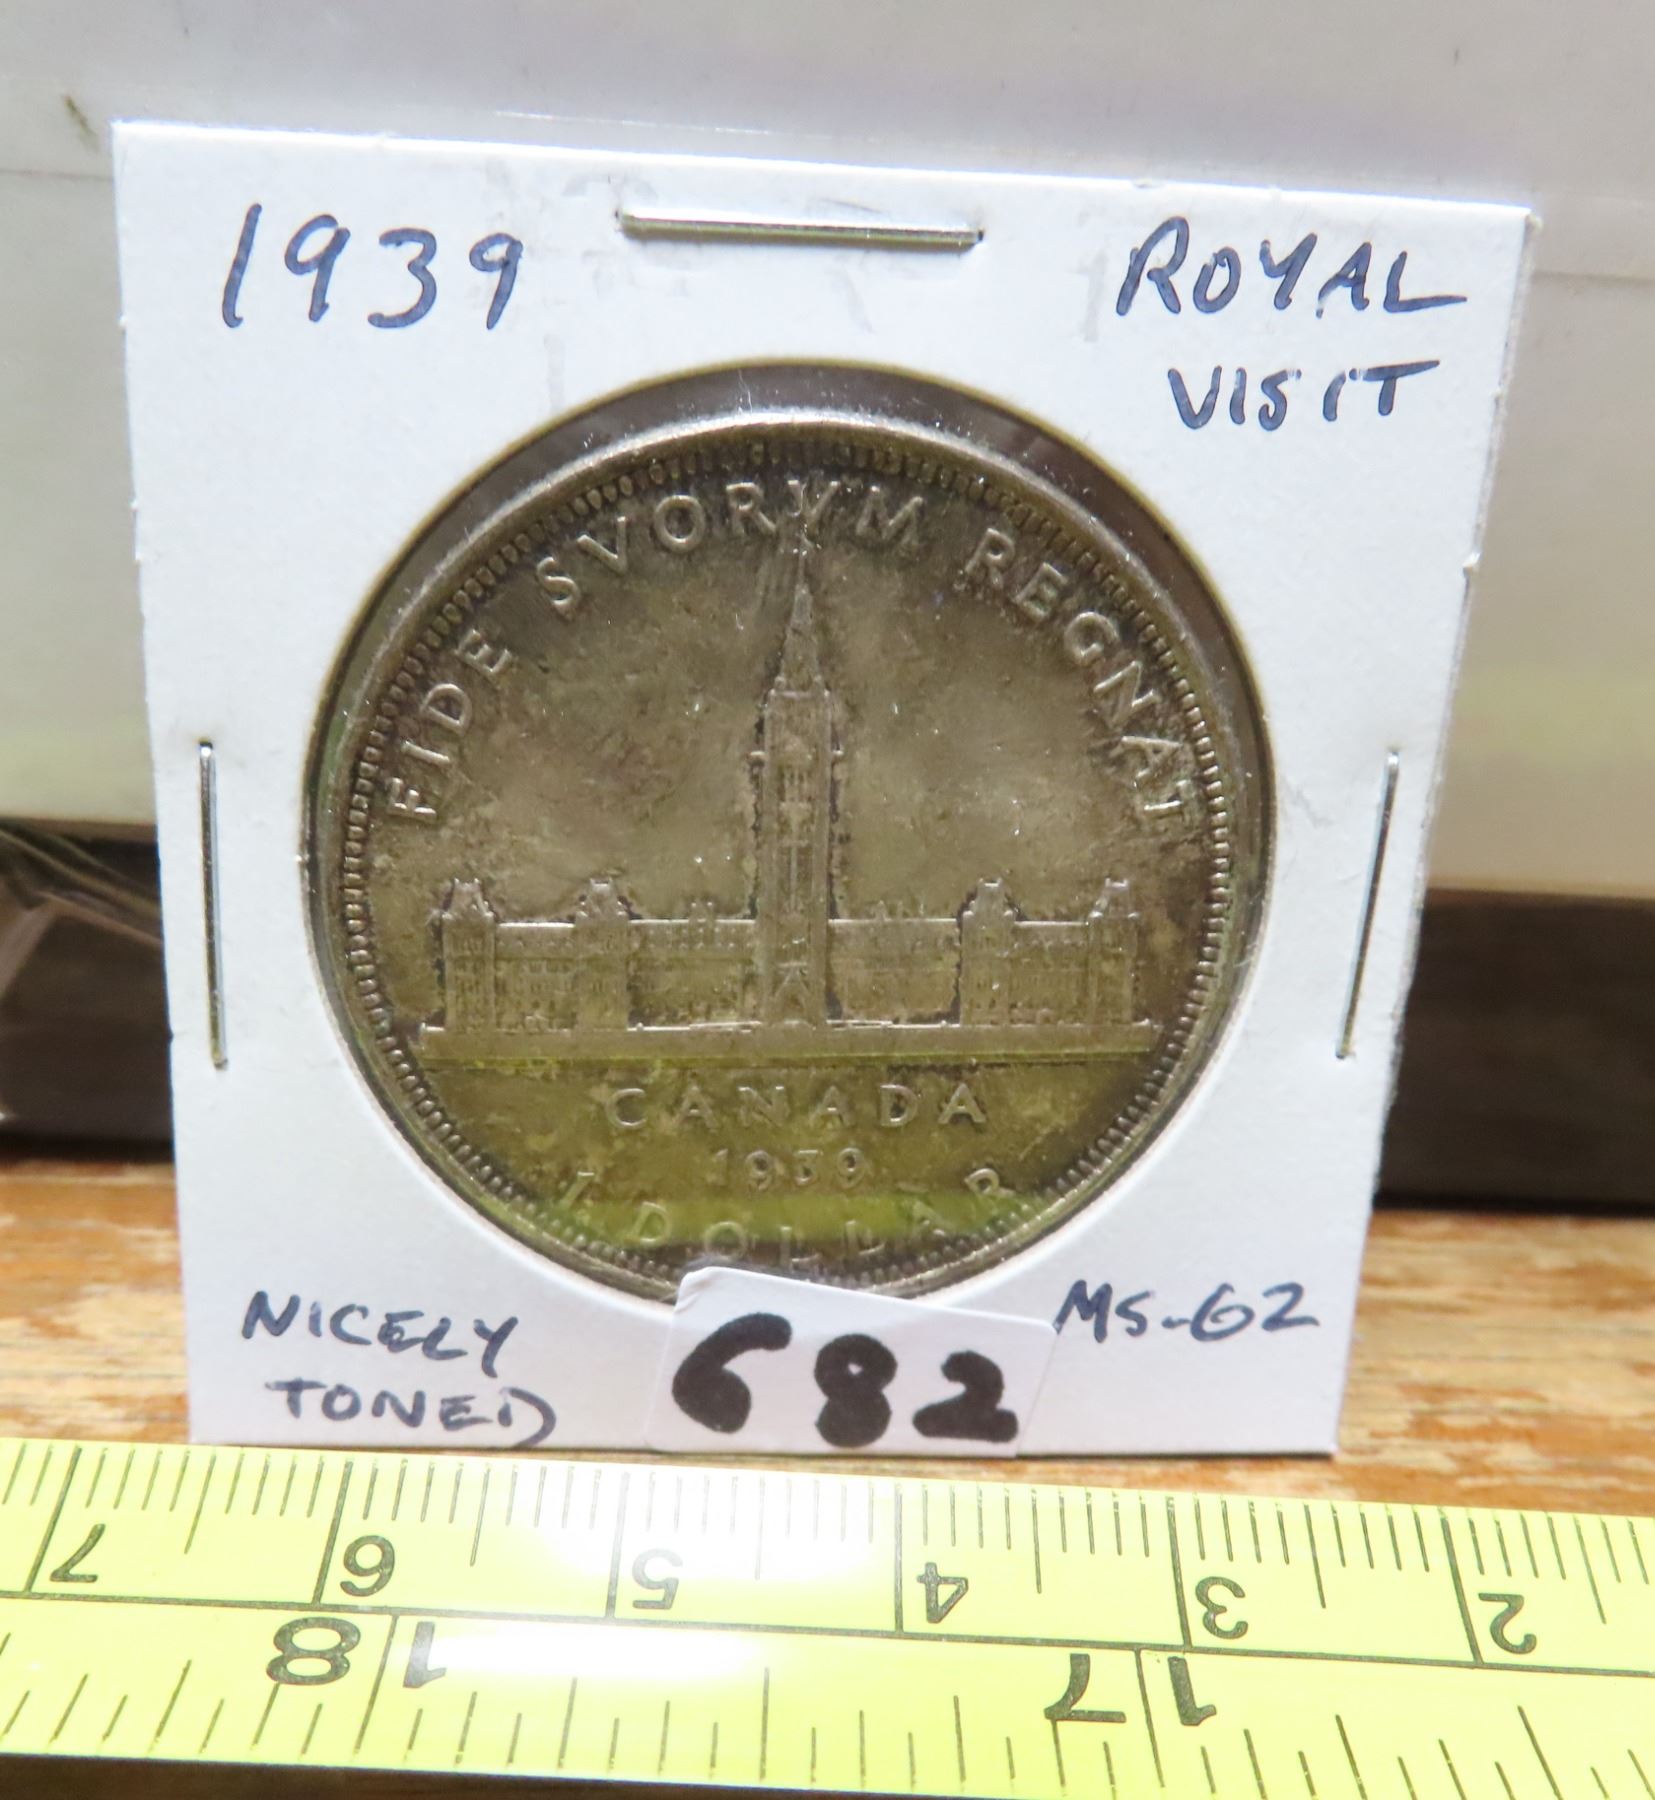 1939
ROYAL
VISIT
FIDE SVORVM REGNAT
CANADA
1939
1 DOLLAR
NICELY
TONED
682
MS-62
7 6 5 4 3 2
18 17